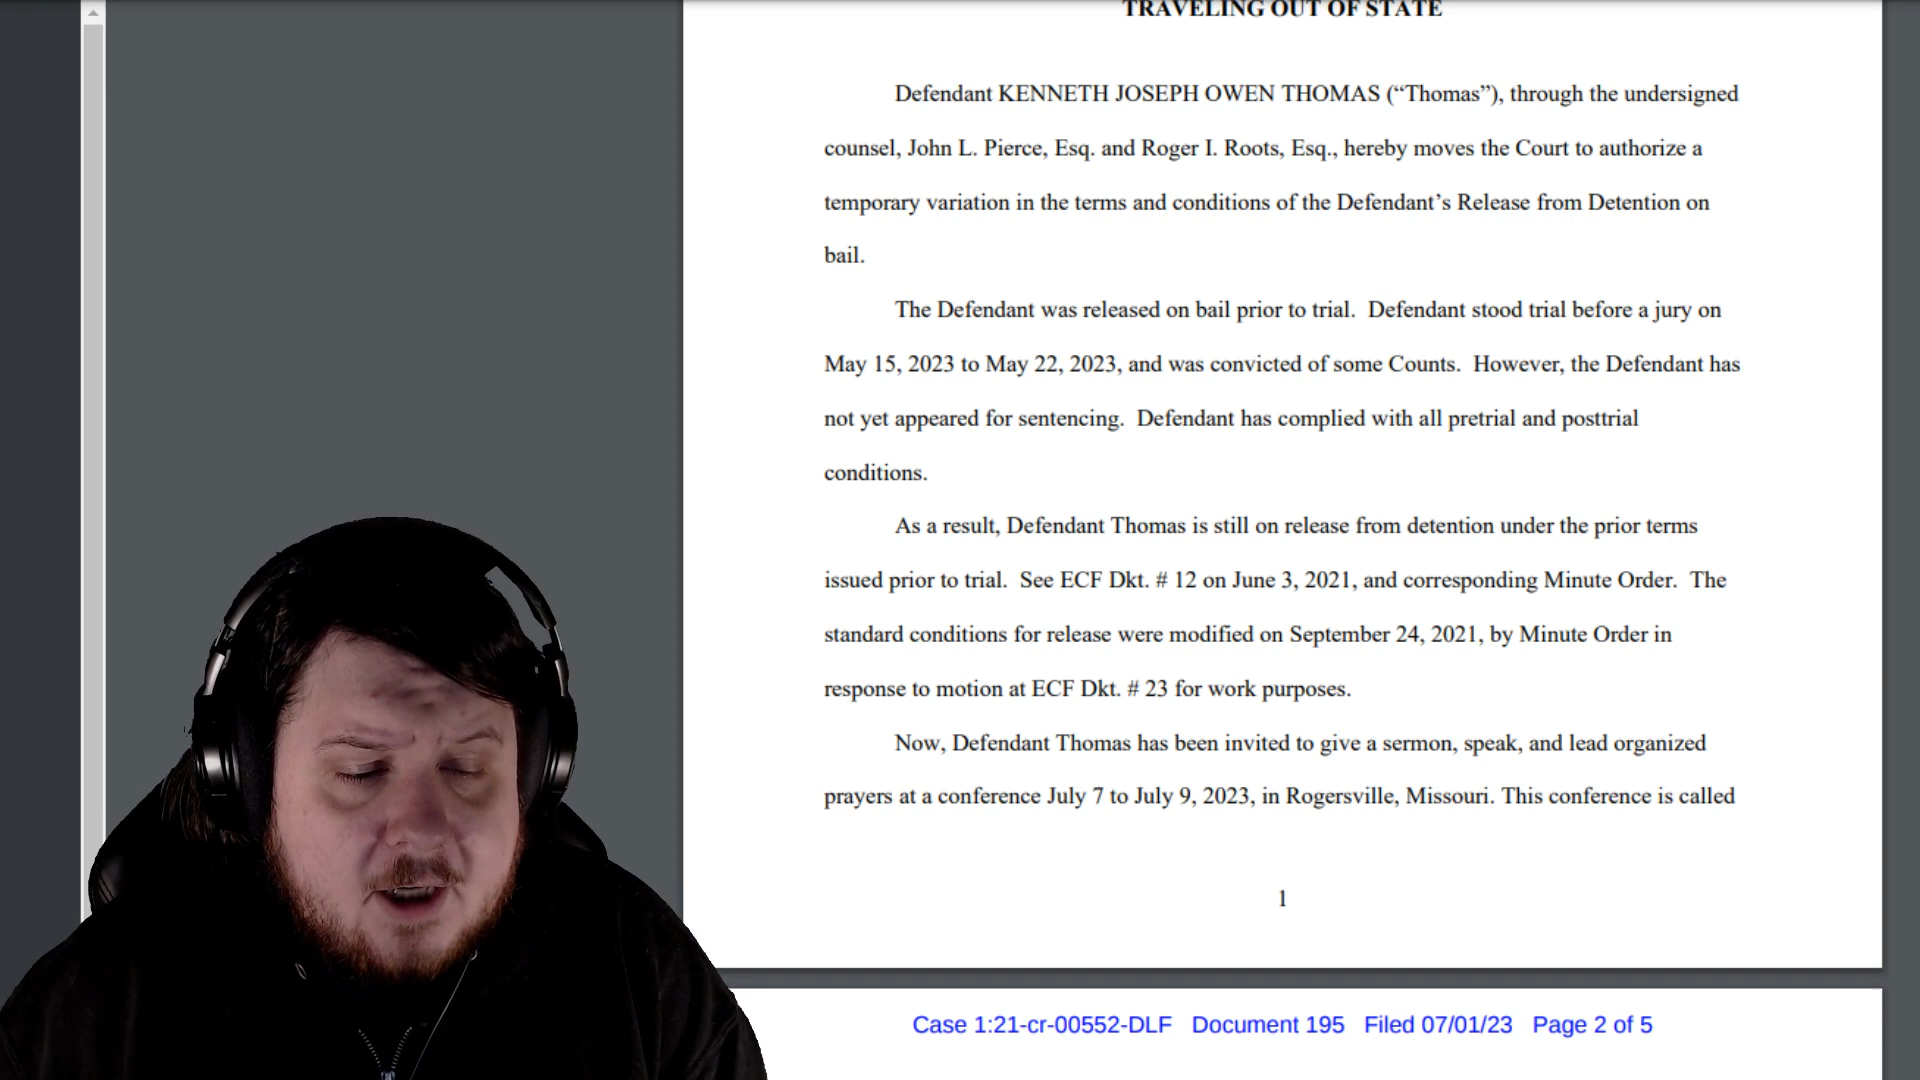 TRAVELING OUT OF STATE
Defendant KENNETH JOSEPH OWEN THOMAS (“Thomas”), through the undersigned
counsel, John L. Pierce, Esq. and Roger I. Roots, Esq., hereby moves the Court to authorize a
temporary variation in the terms and conditions of the Defendant’s Release from Detention on
bail.
The Defendant was released on bail prior to trial.  Defendant stood trial before a jury on
May 15, 2023 to May 22, 2023, and was convicted of some Counts.  However, the Defendant has
not yet appeared for sentencing.  Defendant has complied with all pretrial and posttrial
conditions.
As a result, Defendant Thomas is still on release from detention under the prior terms
issued prior to trial.  See ECF Dkt. # 12 on June 3, 2021, and corresponding Minute Order.  The
standard conditions for release were modified on September 24, 2021, by Minute Order in
response to motion at ECF Dkt. # 23 for work purposes.
Now, Defendant Thomas has been invited to give a sermon, speak, and lead organized
prayers at a conference July 7 to July 9, 2023, in Rogersville, Missouri. This conference is called
1
Case 1:21-cr-00552-DLF   Document 195   Filed 07/01/23   Page 2 of 5